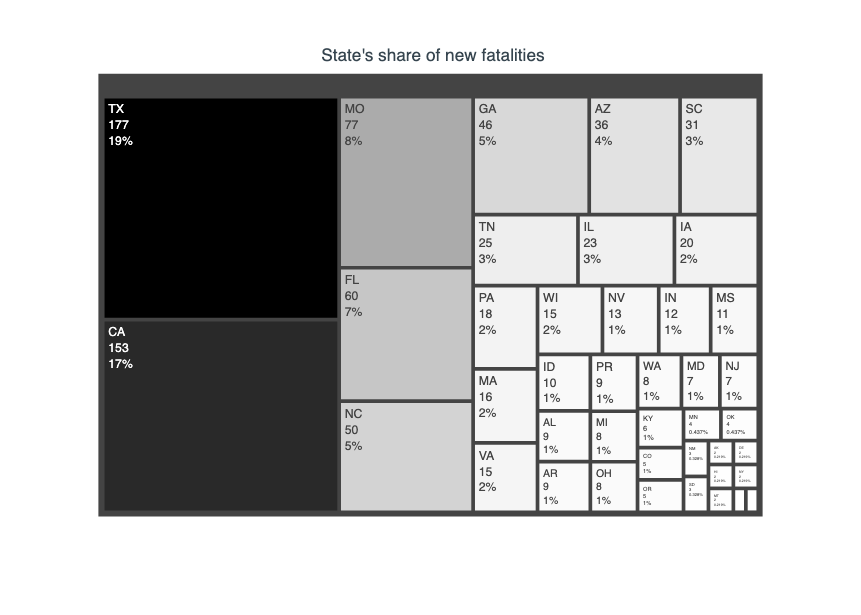 State's share of new fatalities
TX
177
19%
CA
153
17%
MO
77
8%
FL
60
7%
NC
50
5%
GA
46
5%
AZ
36
4%
SC
31
3%
TN
25
3%
IL
23
3%
IA
20
2%
PA
18
2%
MA
16
2%
VA
15
2%
WI
15
2%
NV
13
1%
IN
12
1%
MS
11
1%
ID
10
1%
AL
9
1%
AR
9
1%
PR
9
1%
MI
8
1%
OH
8
1%
WA
8
1%
MD
7
1%
NJ
7
1%
KY
6
1%
CO
5
1%
OR
5
1%
MN
4
0.437%
OK
4
0.437%
NM
3
0.328%
SD
3
0.328%